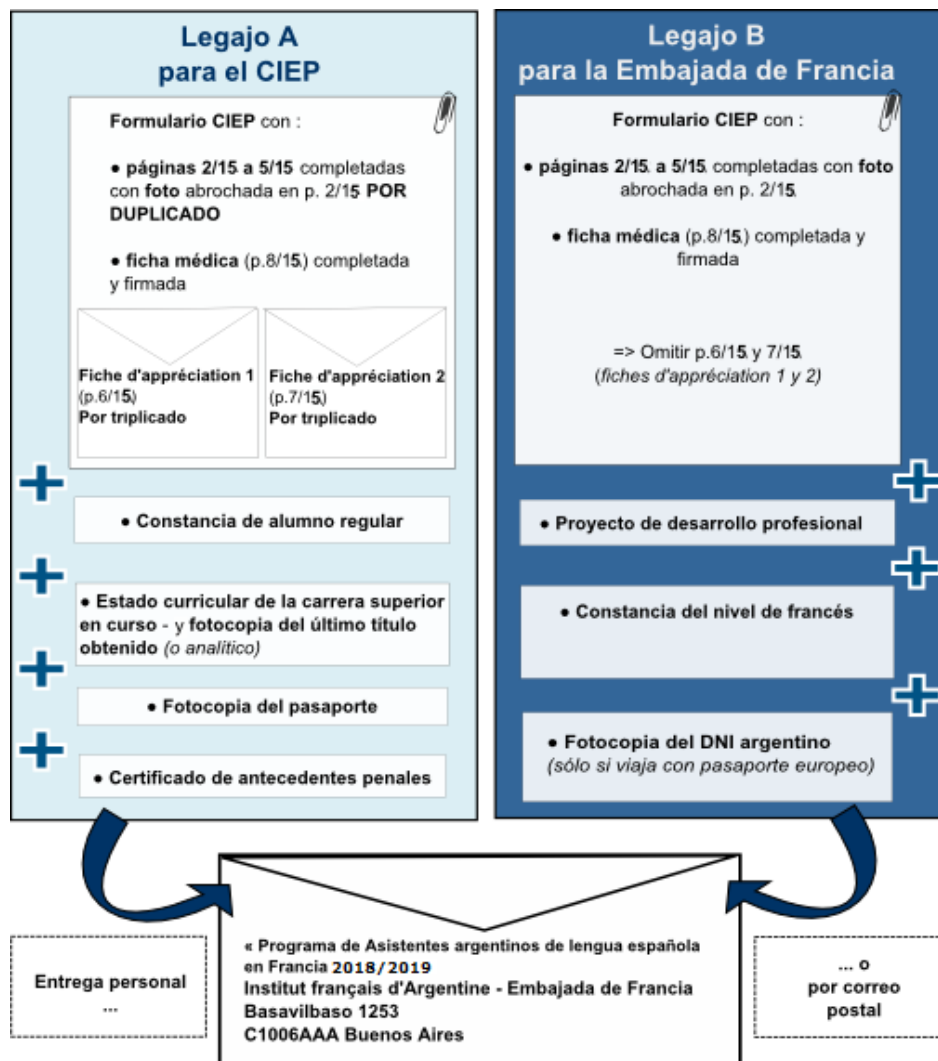 Legajo A
para el CIEP
Formulario CIEP con :
● páginas 2/15 a 5/15 completadas
con foto abrochada en p. 2/15 POR
DUPLICADO
● ficha médica (p.8/15.) completada
y firmada
Fiche d'appréciation 1
(p.6/15.)
Por triplicado
Fiche d'appréciation 2
(p.7/15.)
Por triplicado
● Constancia de alumno regular
● Estado curricular de la carrera superior
en curso - y fotocopia del último título
obtenido (o analítico)
● Fotocopia del pasaporte
● Certificado de antecedentes penales
Legajo B
para la Embajada de Francia
Formulario CIEP con :
● páginas 2/15. a 5/15. completadas con foto
abrochada en p. 2/15.
● ficha médica (p.8/15.) completada y
firmada
=> Omitir p.6/15. y 7/15.
(fiches d'appréciation 1 y 2)
● Proyecto de desarrollo profesional
● Constancia del nivel de francés
● Fotocopia del DNI argentino
(sólo si viaja con pasaporte europeo)
Entrega personal
...
« Programa de Asistentes argentinos de lengua española
en Francia 2018/2019
Institut français d'Argentine - Embajada de Francia
Basavilbaso 1253
C1006AAA Buenos Aires
... o
por correo
postal